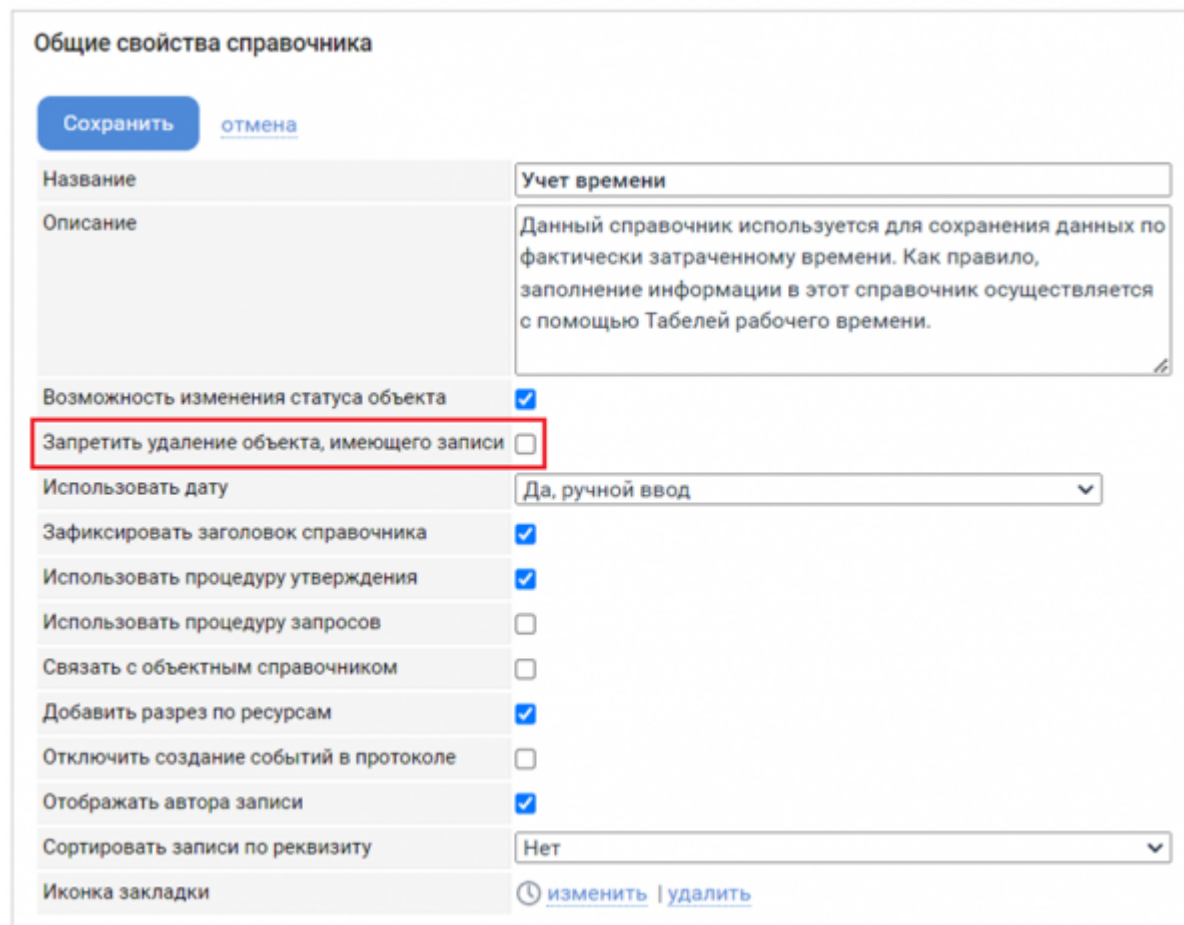 Общие свойства справочника
Сохранить отмена
Название Учет времени
Описание Данный справочник используется для сохранения данных по
фактически затраченному времени. Как правило,
заполнение информации в этот справочник осуществляется
с помощью Табелей рабочего времени.
Возможность изменения статуса объекта
Запретить удаление объекта, имеющего записи
Использовать дату Да, ручной ввод
Зафиксировать заголовок справочника
Использовать процедуру утверждения
Использовать процедуру запросов
Связать с объектным справочником
Добавить разрез по ресурсам
Отключить создание событий в протоколе
Отображать автора записи
Сортировать записи по реквизиту Нет
Иконка закладки изменить | удалить